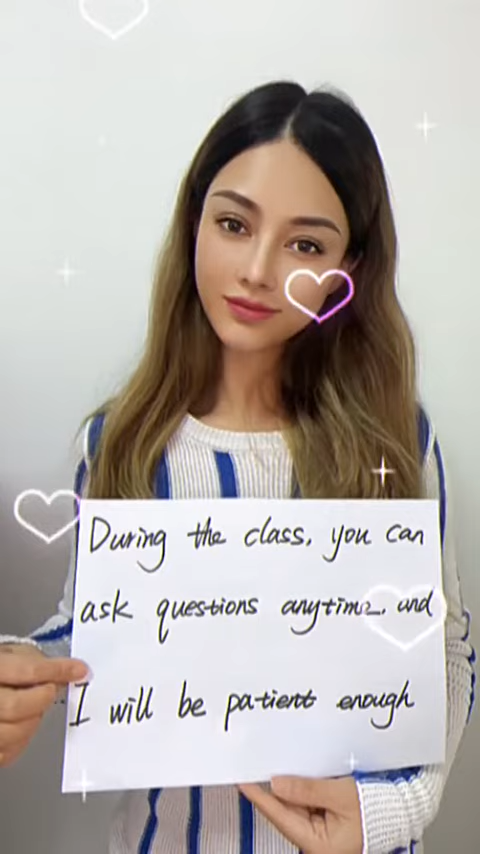 During the class, you can
ask questions anytime, and
I will be patient enough